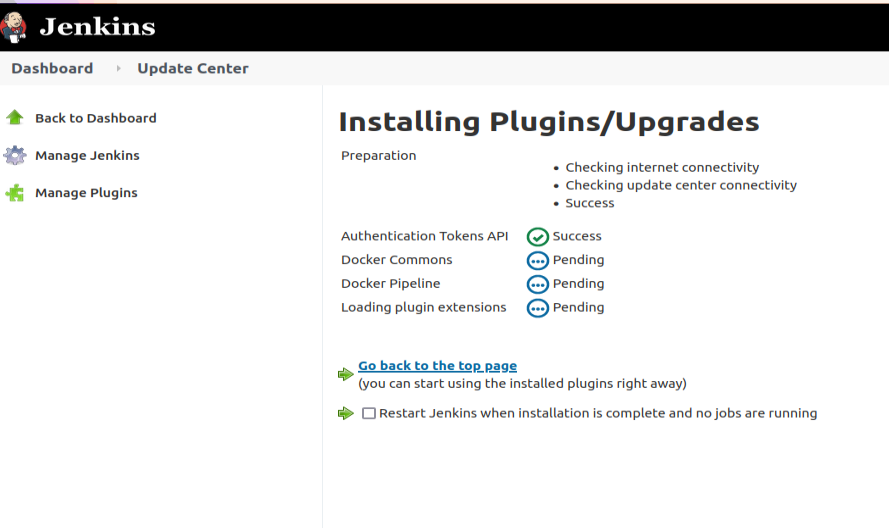 Jenkins
Dashboard Update Center
Back to Dashboard
Manage Jenkins
Manage Plugins
Installing Plugins/Upgrades
Preparation
Checking internet connectivity
Checking update center connectivity
Success
Authentication Tokens API Success
Docker Commons Pending
Docker Pipeline Pending
Loading plugin extensions Pending
Go back to the top page
(you can start using the installed plugins right away)
Restart Jenkins when installation is complete and no jobs are running